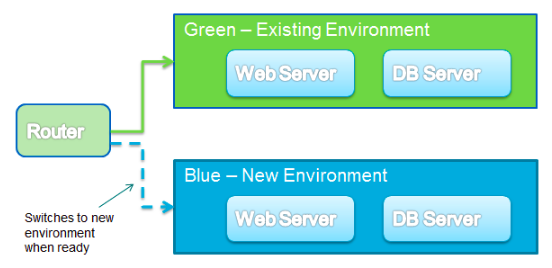 Green – Existing Environment
Web Server
DB Server
Router
Blue – New Environment
Web Server
DB Server
Switches to new
environment
when ready